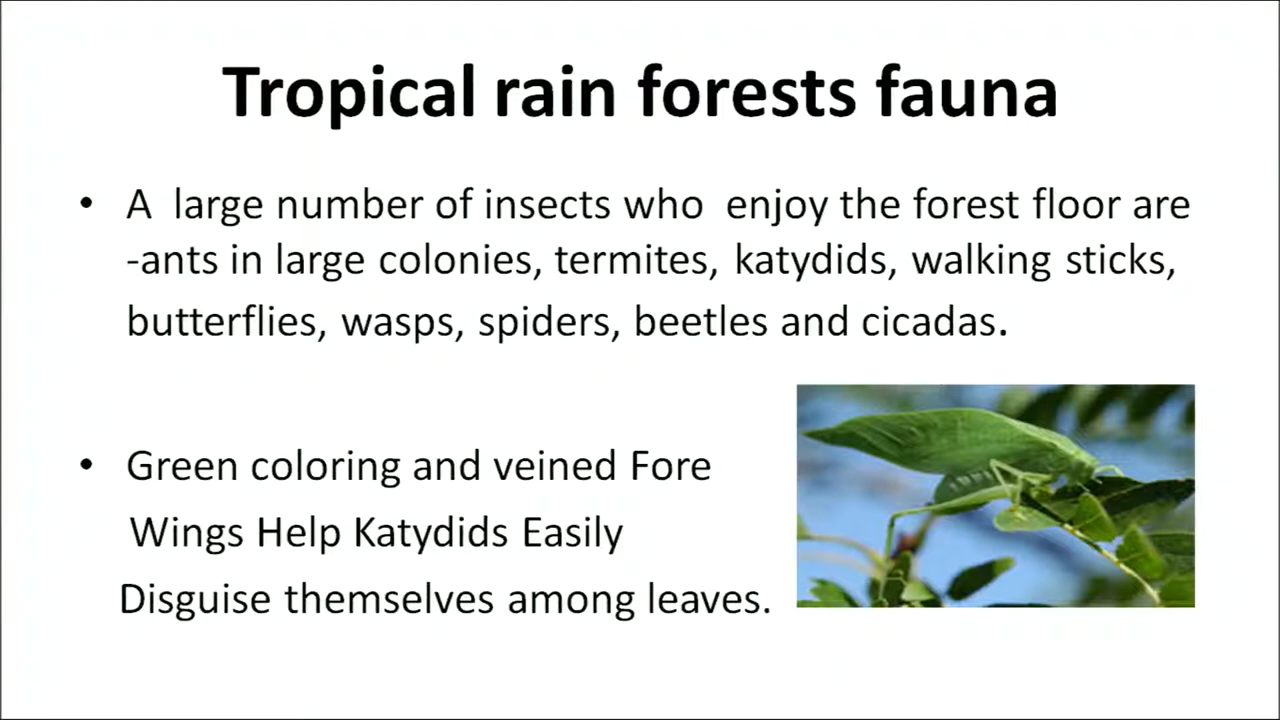 Tropical rain forests fauna
• A large number of insects who enjoy the forest floor are
-ants in large colonies, termites, katydids, walking sticks,
butterflies, wasps, spiders, beetles and cicadas.
• Green coloring and veined Fore
Wings Help Katydids Easily
Disguise themselves among leaves.